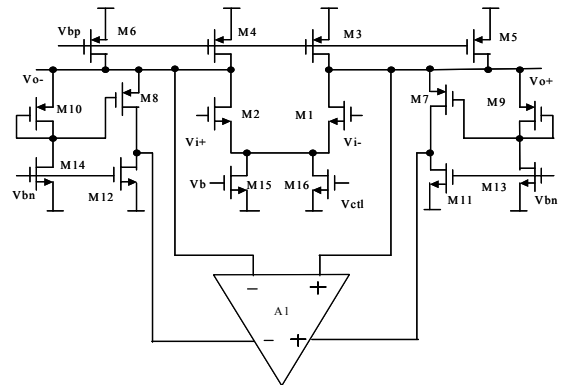 Vbp M6 M4 M3 M5
Vo- Vo+
M10 M8 M2 M1 M7 M9
Vi+ Vi-
M14 Vb M15 M16 M13
Vbn M12 Vctl M11 Vbn
− +
A1
− +